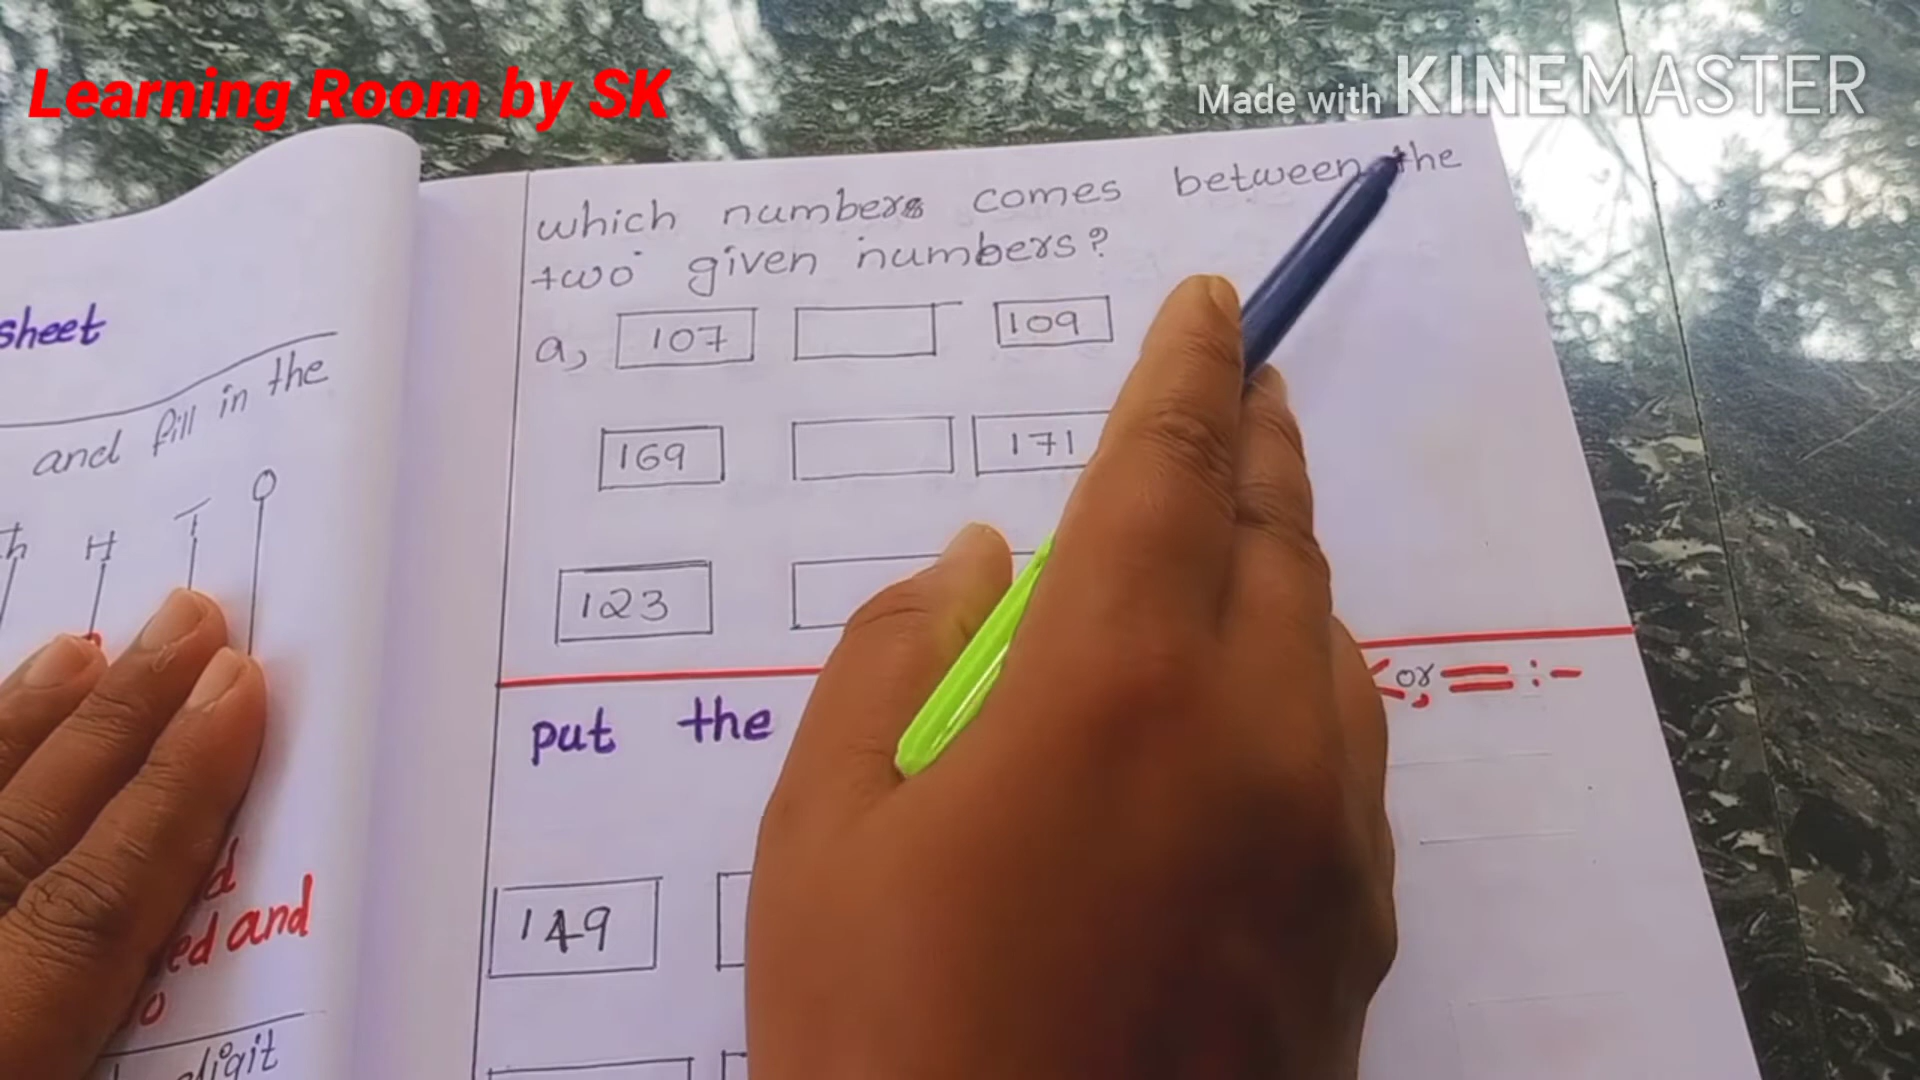 Learning Room by SK
Made with KINEMASTER
which numbers comes between the
two given numbers?
a, 107 109
169 171
123
put the < or, = :-
149
sheet
and fill in the
Th H T O
ed and
digit